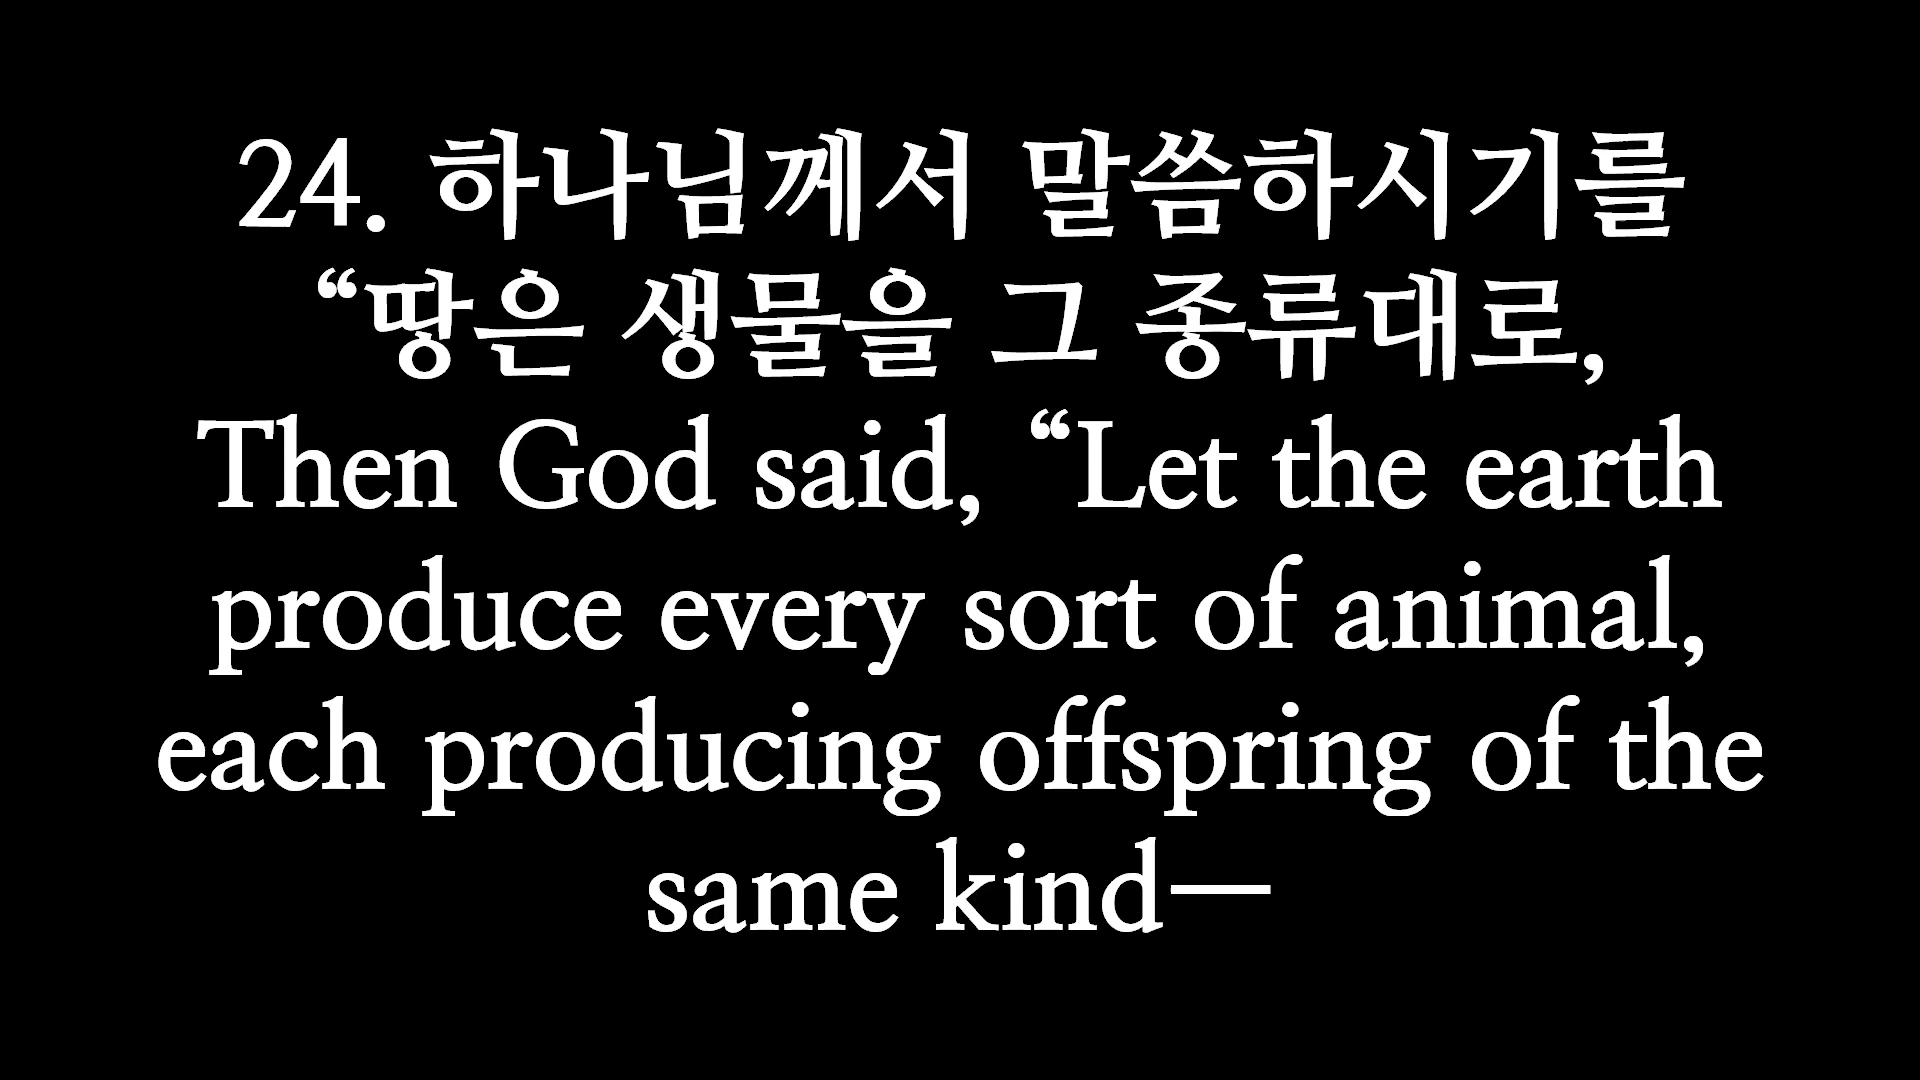 24. 하나님께서 말씀하시기를
“땅은 생물을 그 종류대로,
Then God said, “Let the earth
produce every sort of animal,
each producing offspring of the
same kind—